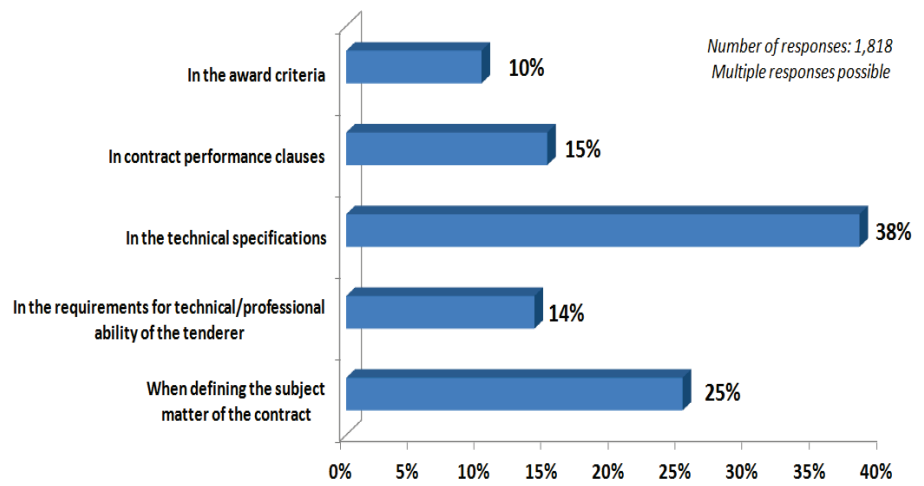 Number of responses: 1,818
Multiple responses possible
In the award criteria
10%
In contract performance clauses
15%
In the technical specifications
38%
In the requirements for technical/professional
ability of the tenderer
14%
When defining the subject
matter of the contract
25%
0% 5% 10% 15% 20% 25% 30% 35% 40%